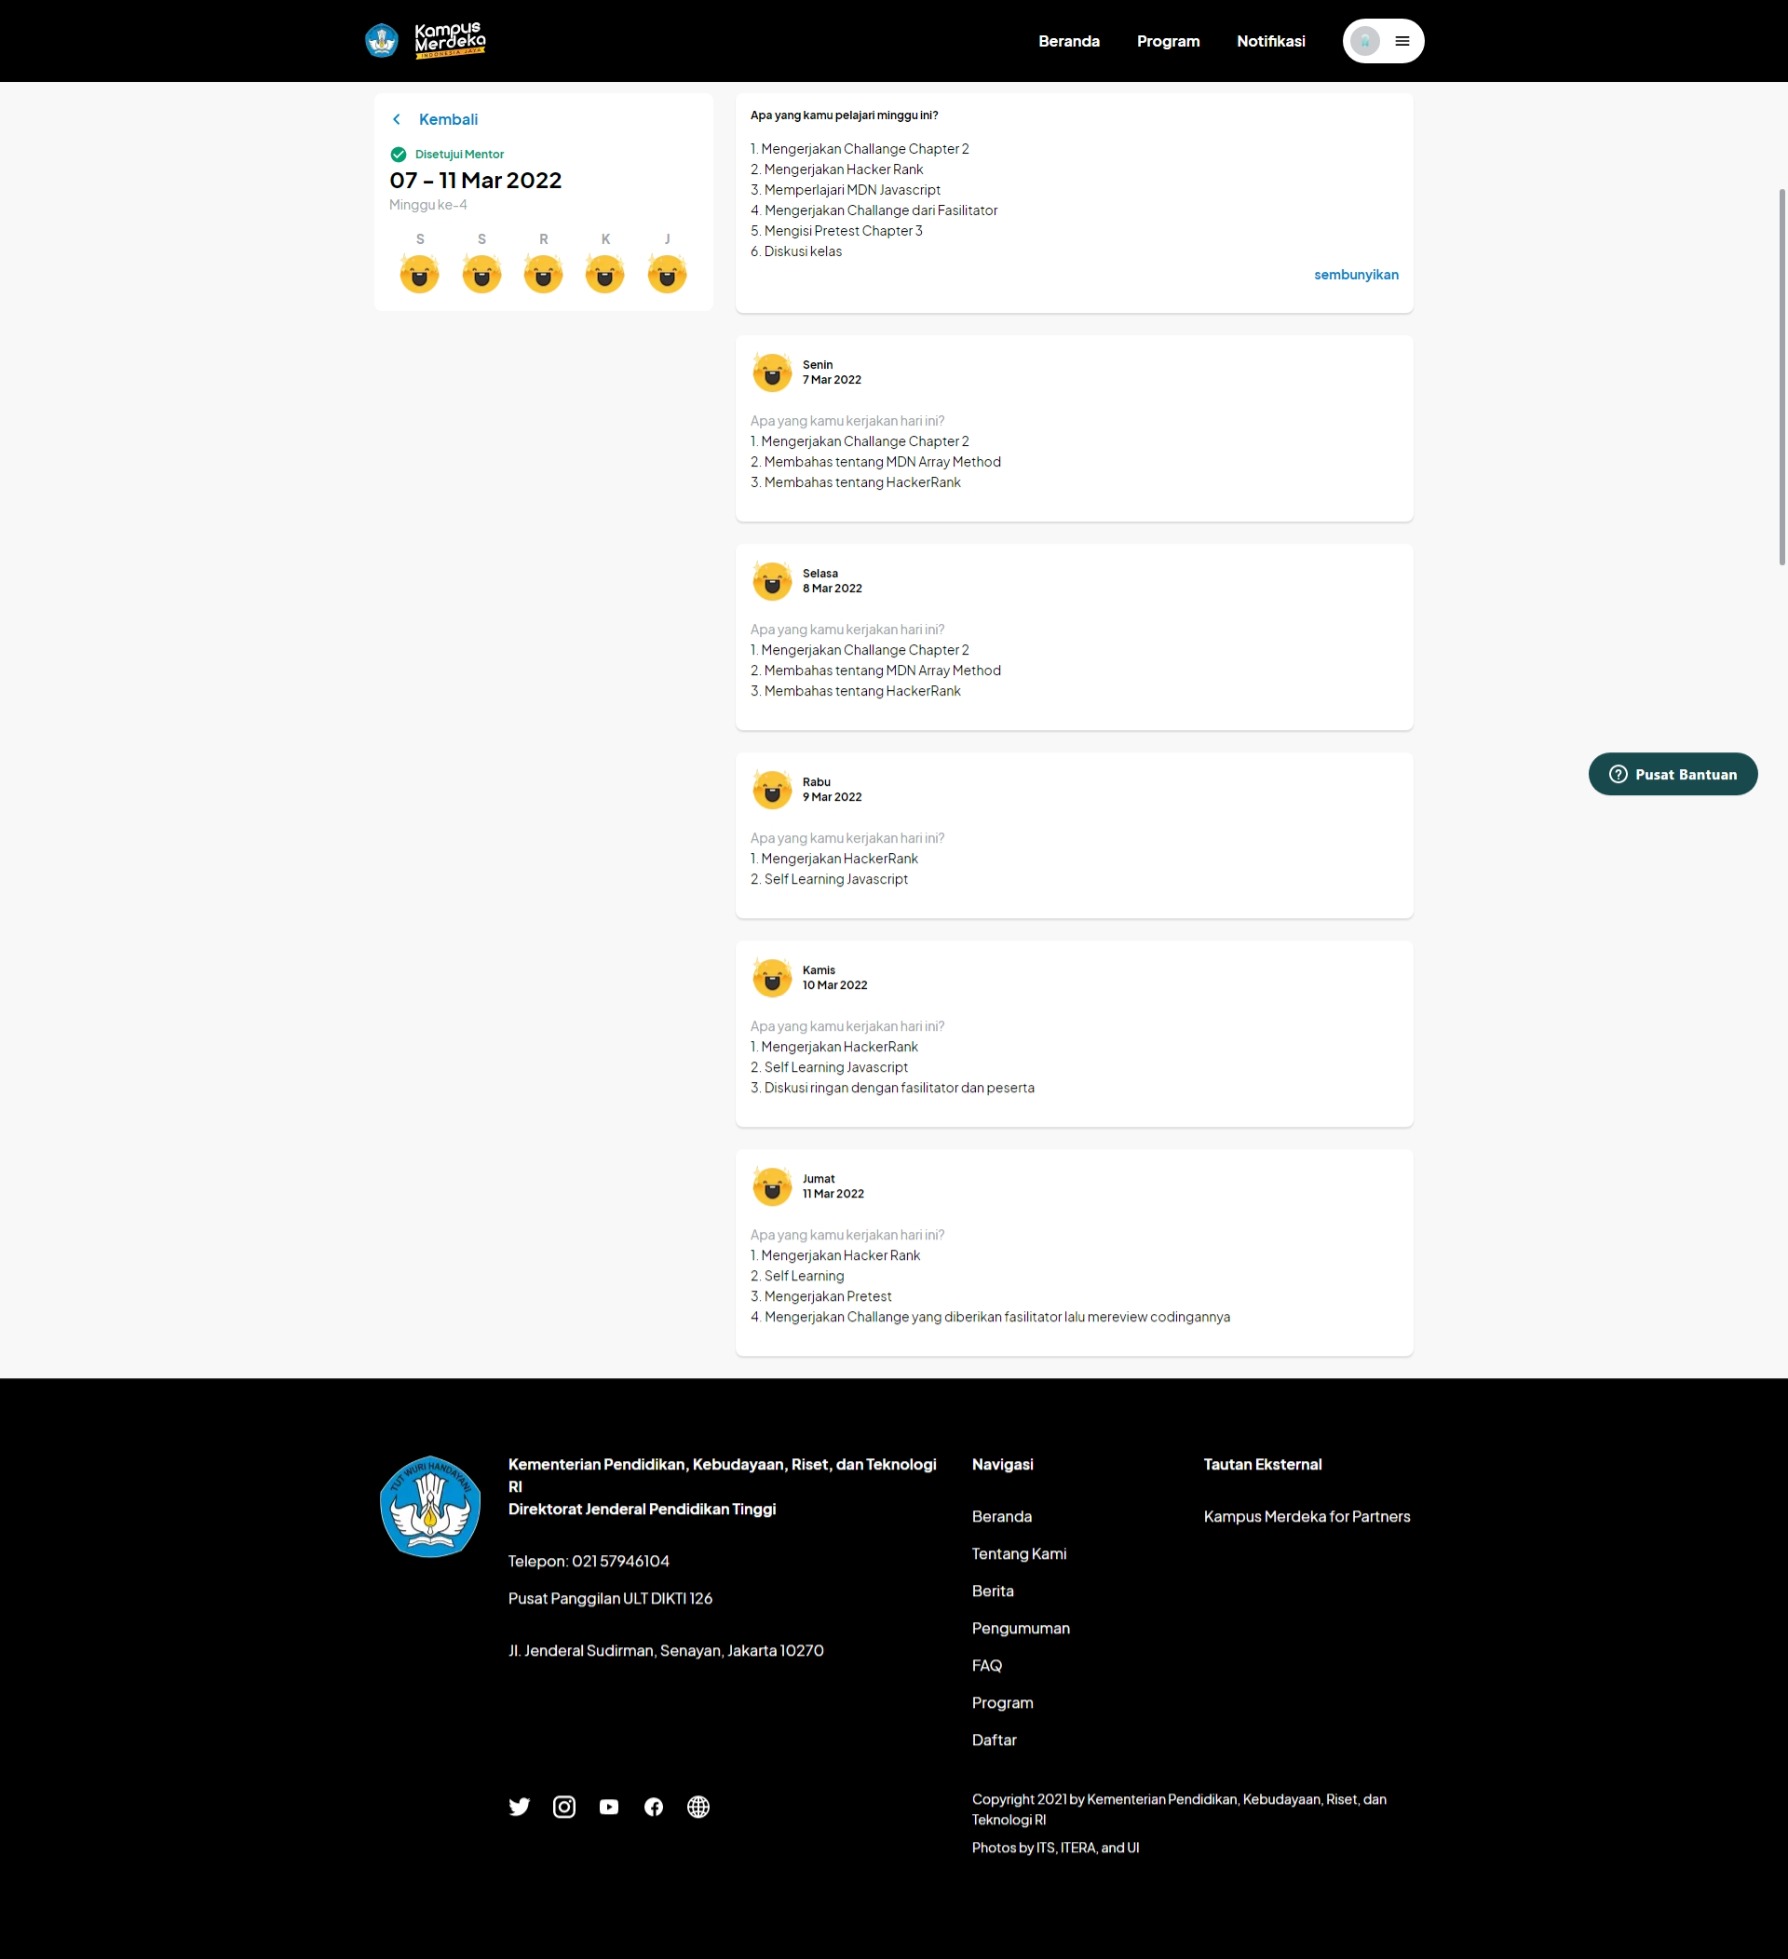 Kampus
Merdeka
INDONESIA JAYA
Beranda
Program
Notifikasi
Kembali
Disetujui Mentor
07 – 11 Mar 2022
Minggu ke-4
S S R K J
Apa yang kamu pelajari minggu ini?
1. Mengerjakan Challange Chapter 2
2. Mengerjakan Hacker Rank
3. Memperlajari MDN Javascript
4. Mengerjakan Challange dari Fasilitator
5. Mengisi Pretest Chapter 3
6. Diskusi kelas
sembunyikan
Senin
7 Mar 2022
Apa yang kamu kerjakan hari ini?
1. Mengerjakan Challange Chapter 2
2. Membahas tentang MDN Array Method
3. Membahas tentang HackerRank
Selasa
8 Mar 2022
Apa yang kamu kerjakan hari ini?
1. Mengerjakan Challange Chapter 2
2. Membahas tentang MDN Array Method
3. Membahas tentang HackerRank
Rabu
9 Mar 2022
Apa yang kamu kerjakan hari ini?
1. Mengerjakan HackerRank
2. Self Learning Javascript
Pusat Bantuan
Kamis
10 Mar 2022
Apa yang kamu kerjakan hari ini?
1. Mengerjakan HackerRank
2. Self Learning Javascript
3. Diskusi ringan dengan fasilitator dan peserta
Jumat
11 Mar 2022
Apa yang kamu kerjakan hari ini?
1. Mengerjakan Hacker Rank
2. Self Learning
3. Mengerjakan Pretest
4. Mengerjakan Challange yang diberikan fasilitator lalu mereview codingannya
TUT WURI HANDAYANI
Kementerian Pendidikan, Kebudayaan, Riset, dan Teknologi
RI
Direktorat Jenderal Pendidikan Tinggi
Telepon: 021 57946104
Pusat Panggilan ULT DIKTI 126
Jl. Jenderal Sudirman, Senayan, Jakarta 10270
Navigasi
Beranda
Tentang Kami
Berita
Pengumuman
FAQ
Program
Daftar
Tautan Eksternal
Kampus Merdeka for Partners
Copyright 2021 by Kementerian Pendidikan, Kebudayaan, Riset, dan
Teknologi RI
Photos by ITS, ITERA, and UI